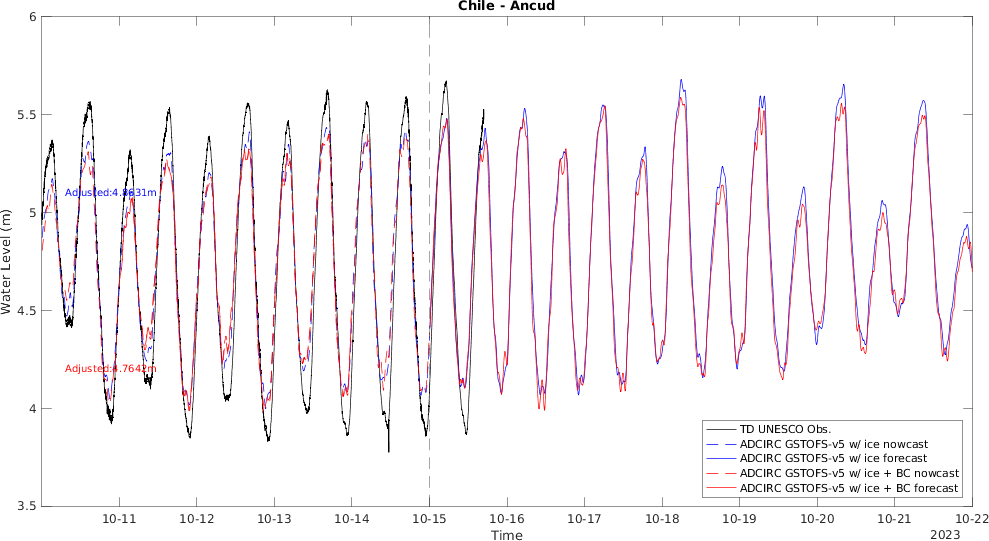 Chile - Ancud
6
5.5
5
4.5
4
3.5
Water Level (m)
Adjusted:4.8631m
Adjusted:4.7642m
TD UNESCO Obs.
ADCIRC GSTOFS-v5 w/ ice nowcast
ADCIRC GSTOFS-v5 w/ ice forecast
ADCIRC GSTOFS-v5 w/ ice + BC nowcast
ADCIRC GSTOFS-v5 w/ ice + BC forecast
10-11 10-12 10-13 10-14 10-15 10-16 10-17 10-18 10-19 10-20 10-21 10-22
Time
2023